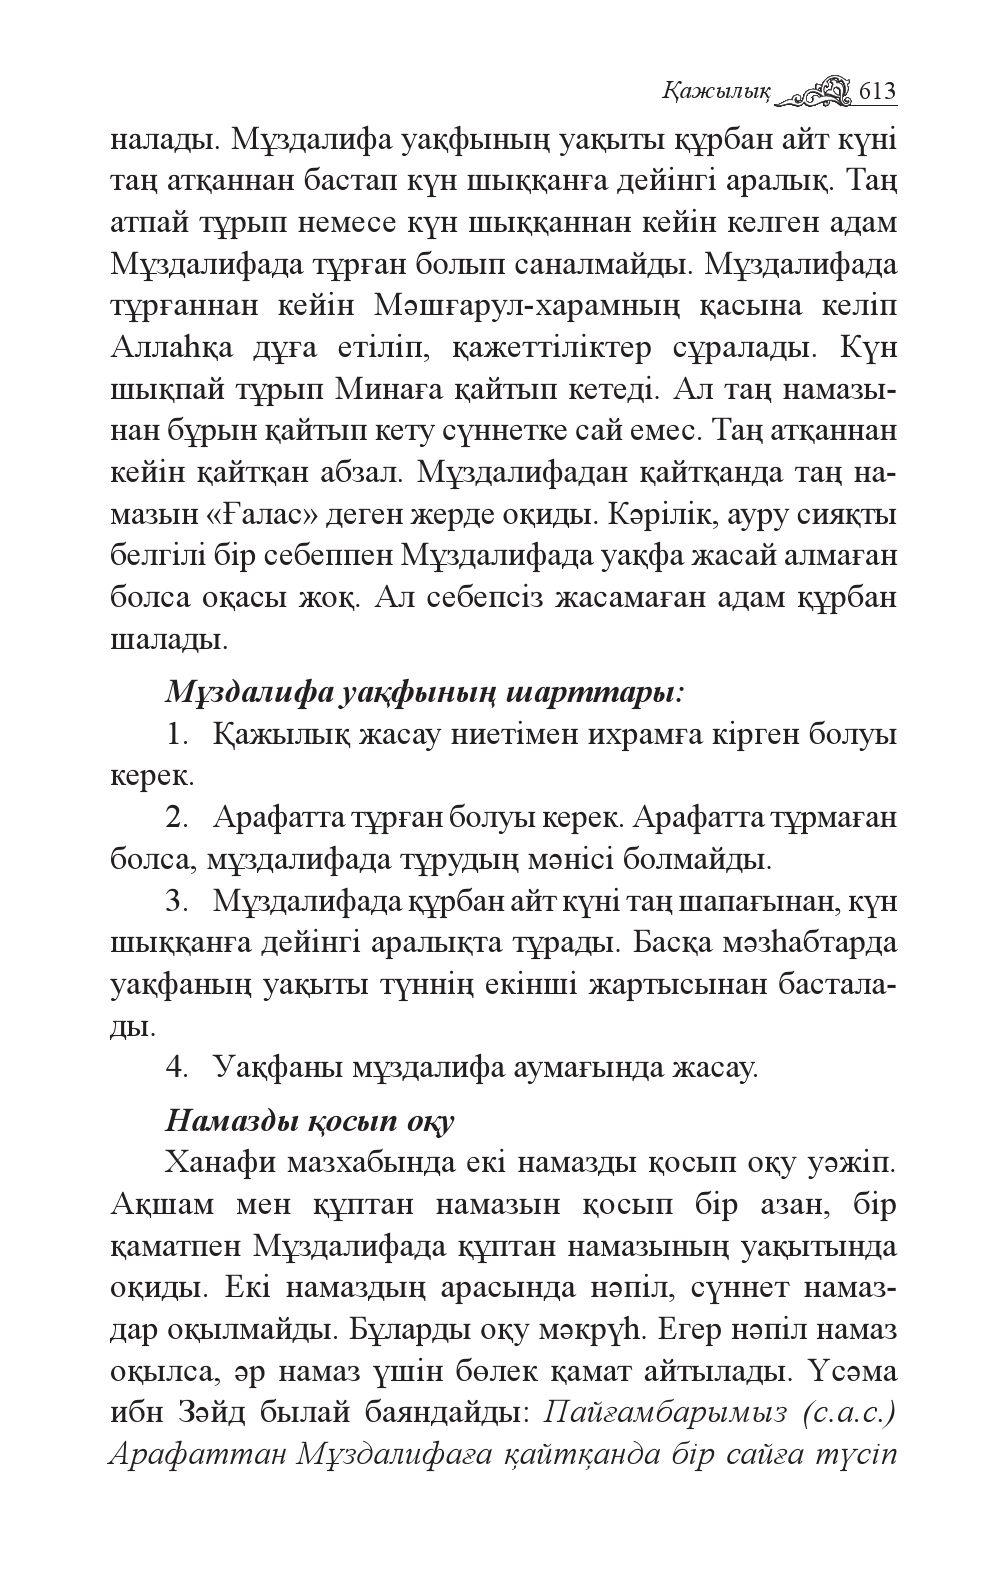 Қажылық 613
налады. Мұздалифа уақфының уақыты құрбан айт күні
таң атқаннан бастап күн шыққанға дейінгі аралық. Таң
атпай тұрып немесе күн шыққаннан кейін келген адам
Мұздалифада тұрған болып саналмайды. Мұздалифада
тұрғаннан кейін Мәшғарул-харамның қасына келіп
Аллаһқа дұға етіліп, қажеттіліктер сұралады. Күн
шықпай тұрып Минаға қайтып кетеді. Ал таң намазы-
нан бұрын қайтып кету сүннетке сай емес. Таң атқаннан
кейін қайтқан абзал. Мұздалифадан қайтқанда таң на-
мазын «Ғалас» деген жерде оқиды. Кәрілік, ауру сияқты
белгілі бір себеппен Мұздалифада уақфа жасай алмаған
болса оқасы жоқ. Ал себепсіз жасамаған адам құрбан
шалады.
Мұздалифа уақфының шарттары:
1. Қажылық жасау ниетімен ихрамға кірген болуы
керек.
2. Арафатта тұрған болуы керек. Арафатта тұрмаған
болса, мұздалифада тұрудың мәнісі болмайды.
3. Мұздалифада құрбан айт күні таң шапағынан, күн
шыққанға дейінгі аралықта тұрады. Басқа мәзһабтарда
уақфаның уақыты түннің екінші жартысынан бастала-
ды.
4. Уақфаны мұздалифа аумағында жасау.
Намазды қосып оқу
Ханафи мазхабында екі намазды қосып оқу уәжіп.
Ақшам мен құптан намазын қосып бір азан, бір
қаматпен Мұздалифада құптан намазының уақытында
оқиды. Екі намаздың арасында нәпіл, сүннет намаз-
дар оқылмайды. Бұларды оқу мәкрүһ. Егер нәпіл намаз
оқылса, әр намаз үшін бөлек қамат айтылады. Үсәма
ибн Зәйд былай баяндайды: Пайғамбарымыз (с.а.с.)
Арафаттан Мұздалифаға қайтқанда бір сайға түсіп